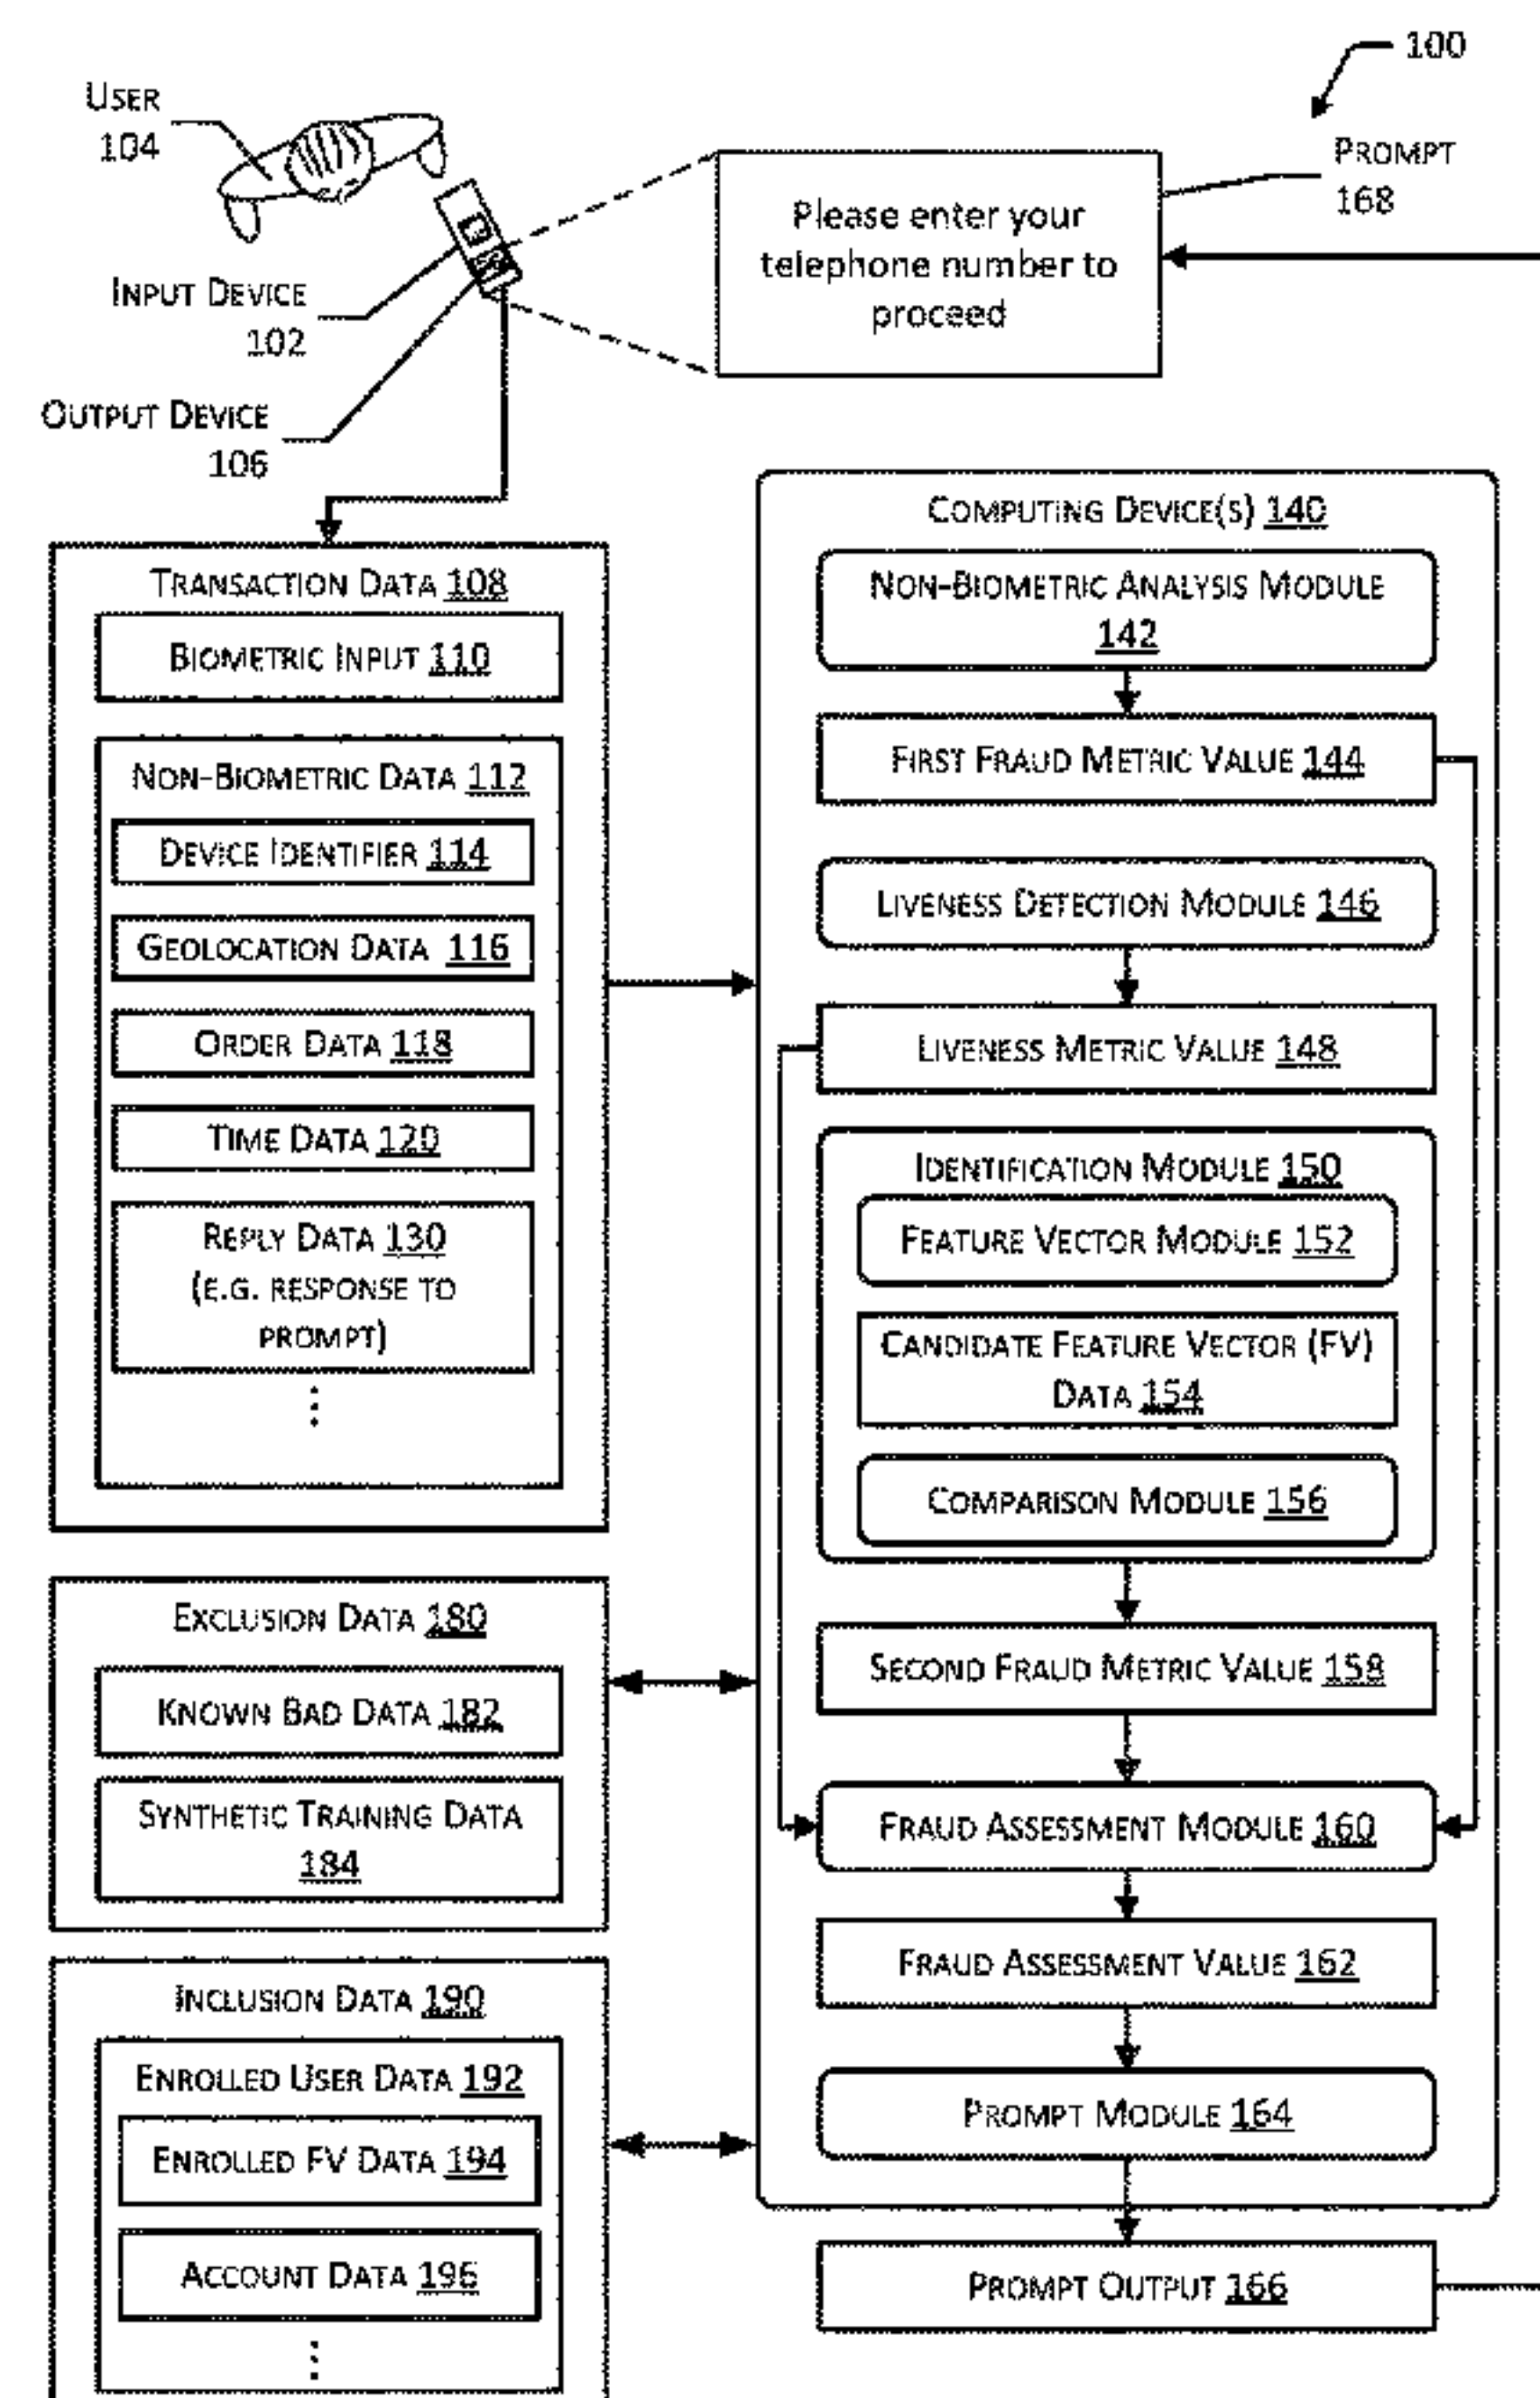 100
USER
104
PROMPT
168
Please enter your
telephone number to
proceed
INPUT DEVICE
102
OUTPUT DEVICE
106
TRANSACTION DATA 108
BIOMETRIC INPUT 110
NON-BIOMETRIC DATA 112
DEVICE IDENTIFIER 114
GEOLOCATION DATA 116
ORDER DATA 118
TIME DATA 120
REPLY DATA 130
(E.G. RESPONSE TO
PROMPT)
EXCLUSION DATA 180
KNOWN BAD DATA 182
SYNTHETIC TRAINING DATA
184
INCLUSION DATA 190
ENROLLED USER DATA 192
ENROLLED FV DATA 194
ACCOUNT DATA 196
COMPUTING DEVICE(S) 140
NON-BIOMETRIC ANALYSIS MODULE
142
FIRST FRAUD METRIC VALUE 144
LIVENESS DETECTION MODULE 146
LIVENESS METRIC VALUE 148
IDENTIFICATION MODULE 150
FEATURE VECTOR MODULE 152
CANDIDATE FEATURE VECTOR (FV)
DATA 154
COMPARISON MODULE 156
SECOND FRAUD METRIC VALUE 158
FRAUD ASSESSMENT MODULE 160
FRAUD ASSESSMENT VALUE 162
PROMPT MODULE 164
PROMPT OUTPUT 166